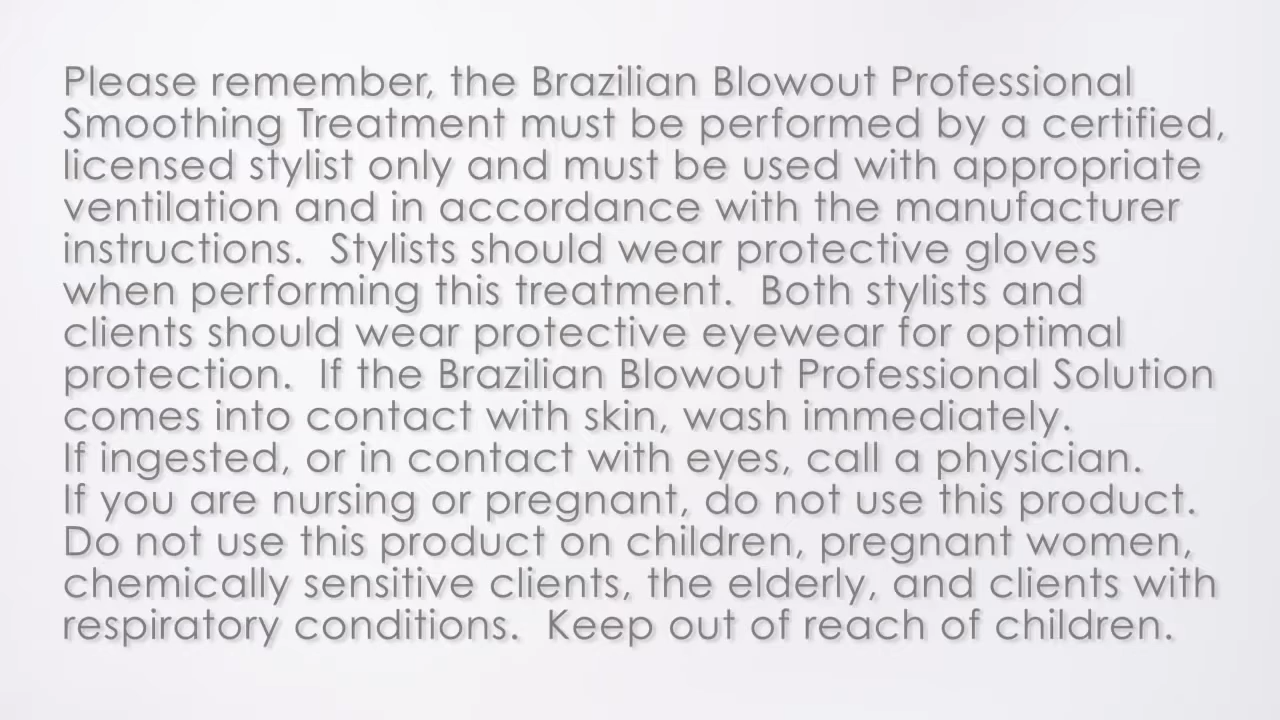 Please remember, the Brazilian Blowout Professional
Smoothing Treatment must be performed by a certified,
licensed stylist only and must be used with appropriate
ventilation and in accordance with the manufacturer
instructions.  Stylists should wear protective gloves
when performing this treatment.  Both stylists and
clients should wear protective eyewear for optimal
protection.  If the Brazilian Blowout Professional Solution
comes into contact with skin, wash immediately.
If ingested, or in contact with eyes, call a physician.
If you are nursing or pregnant, do not use this product.
Do not use this product on children, pregnant women,
chemically sensitive clients, the elderly, and clients with
respiratory conditions.  Keep out of reach of children.